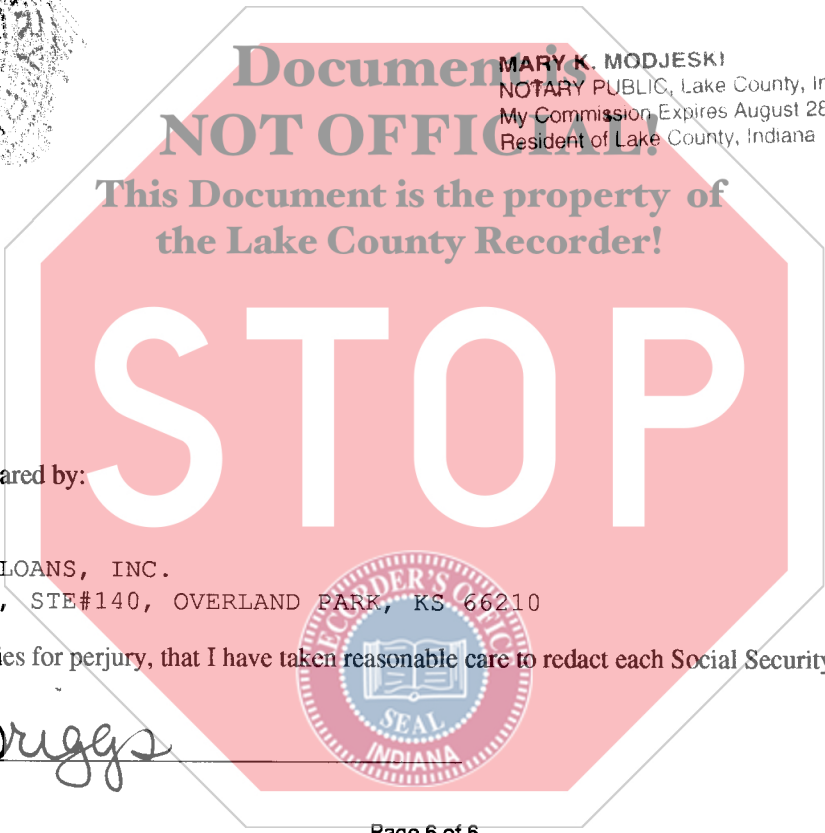 Document is
MARY K. MODJESKI
NOTARY PUBLIC, Lake County, In
My Commission Expires August 28
Resident of Lake County, Indiana
NOT OFFICIAL!
This Document is the property of
the Lake County Recorder!
STOP
ared by:
LOANS, INC.
, STE#140, OVERLAND PARK, KS 66210
ies for perjury, that I have taken reasonable care to redact each Social Security
RECORDER'S OFFICE
SEAL
INDIANA
riggs
Page 6 of 6